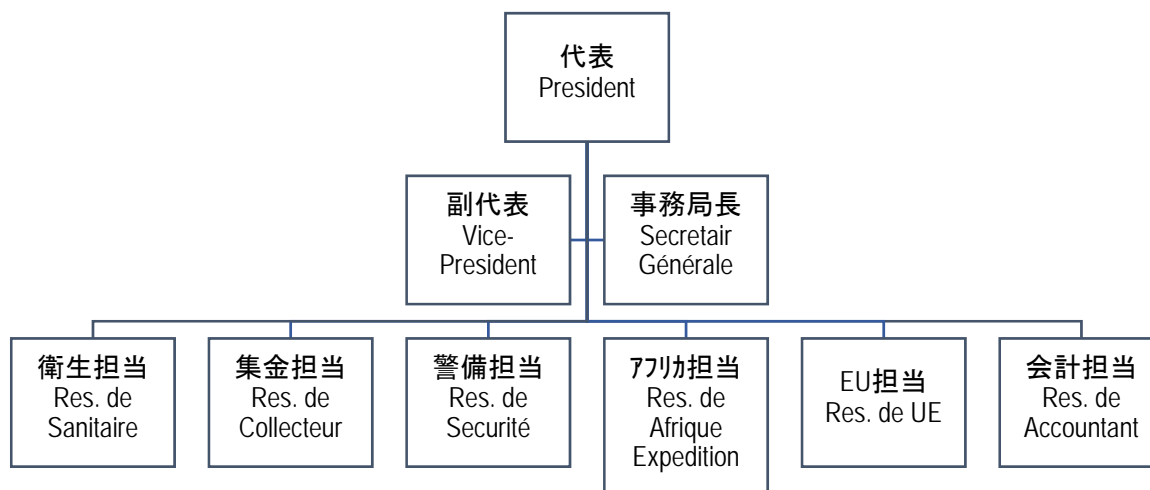 代表
President
副代表
Vice-
President
事務局長
Secretair
Générale
衛生担当
Res. de
Sanitaire
集金担当
Res. de
Collecteur
警備担当
Res. de
Securité
ｱﾌﾘｶ担当
Res. de
Afrique
Expedition
EU担当
Res. de UE
会計担当
Res. de
Accountant